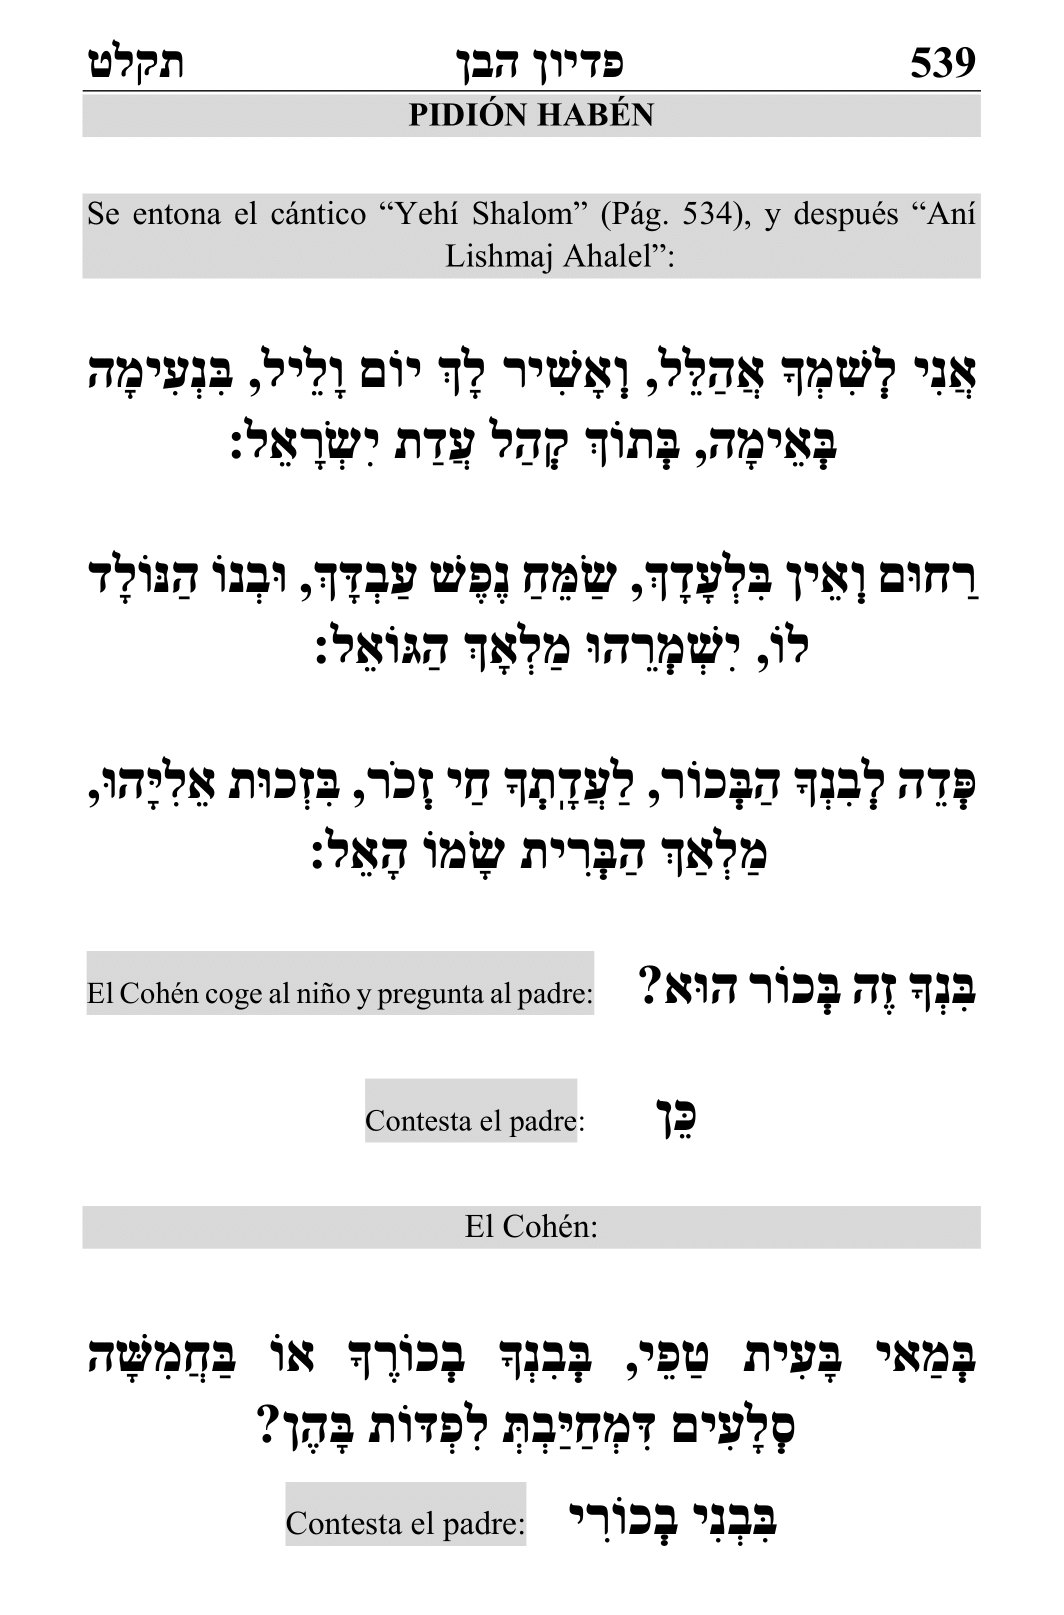 539 פדיון הבן תקלט
PIDIÓN HABÉN
Se entona el cántico “Yehí Shalom” (Pág. 534), y después “Aní
Lishmaj Ahalel”:
אֲנִי לְשִׁמְךָ אֲהַלֵּל, וְאָשִׁיר לָךְ יוֹם וָלֵיל, בִּנְעִימָה
בְּאֵימָה, בְּתוֹךְ קְהַל עֲדַת יִשְׂרָאֵל:
רַחוּם וְאֵין בִּלְעָדָךְ, שַׂמֵּחַ נֶפֶשׁ עַבְדָּךְ, וּבְנוֹ הַנּוֹלָד
לוֹ, יִשְׁמְרֵהוּ מַלְאָךְ הַגּוֹאֵל:
פְּדֵה לְבִנְךָ הַבְּכוֹר, לַעֲדָתְךָ חַי זְכֹר, בִּזְכוּת אֵלִיָּהוּ,
מַלְאַךְ הַבְּרִית שָׂמוֹ הָאֵל:
בִּנְךָ זֶה בְּכוֹר הוּא? El Cohén coge al niño y pregunta al padre:
כֵּן Contesta el padre:
El Cohén:
בְּמַאי בָּעִית טַפֵּי, בְּבִנְךָ בְכוֹרֶךָ אוֹ בַּחֲמִשָּׁה
סְלָעִים דִּמְחַיַּבְתְּ לִפְדּוֹת בָּהֶן?
בִּבְנִי בְכוֹרִי Contesta el padre: